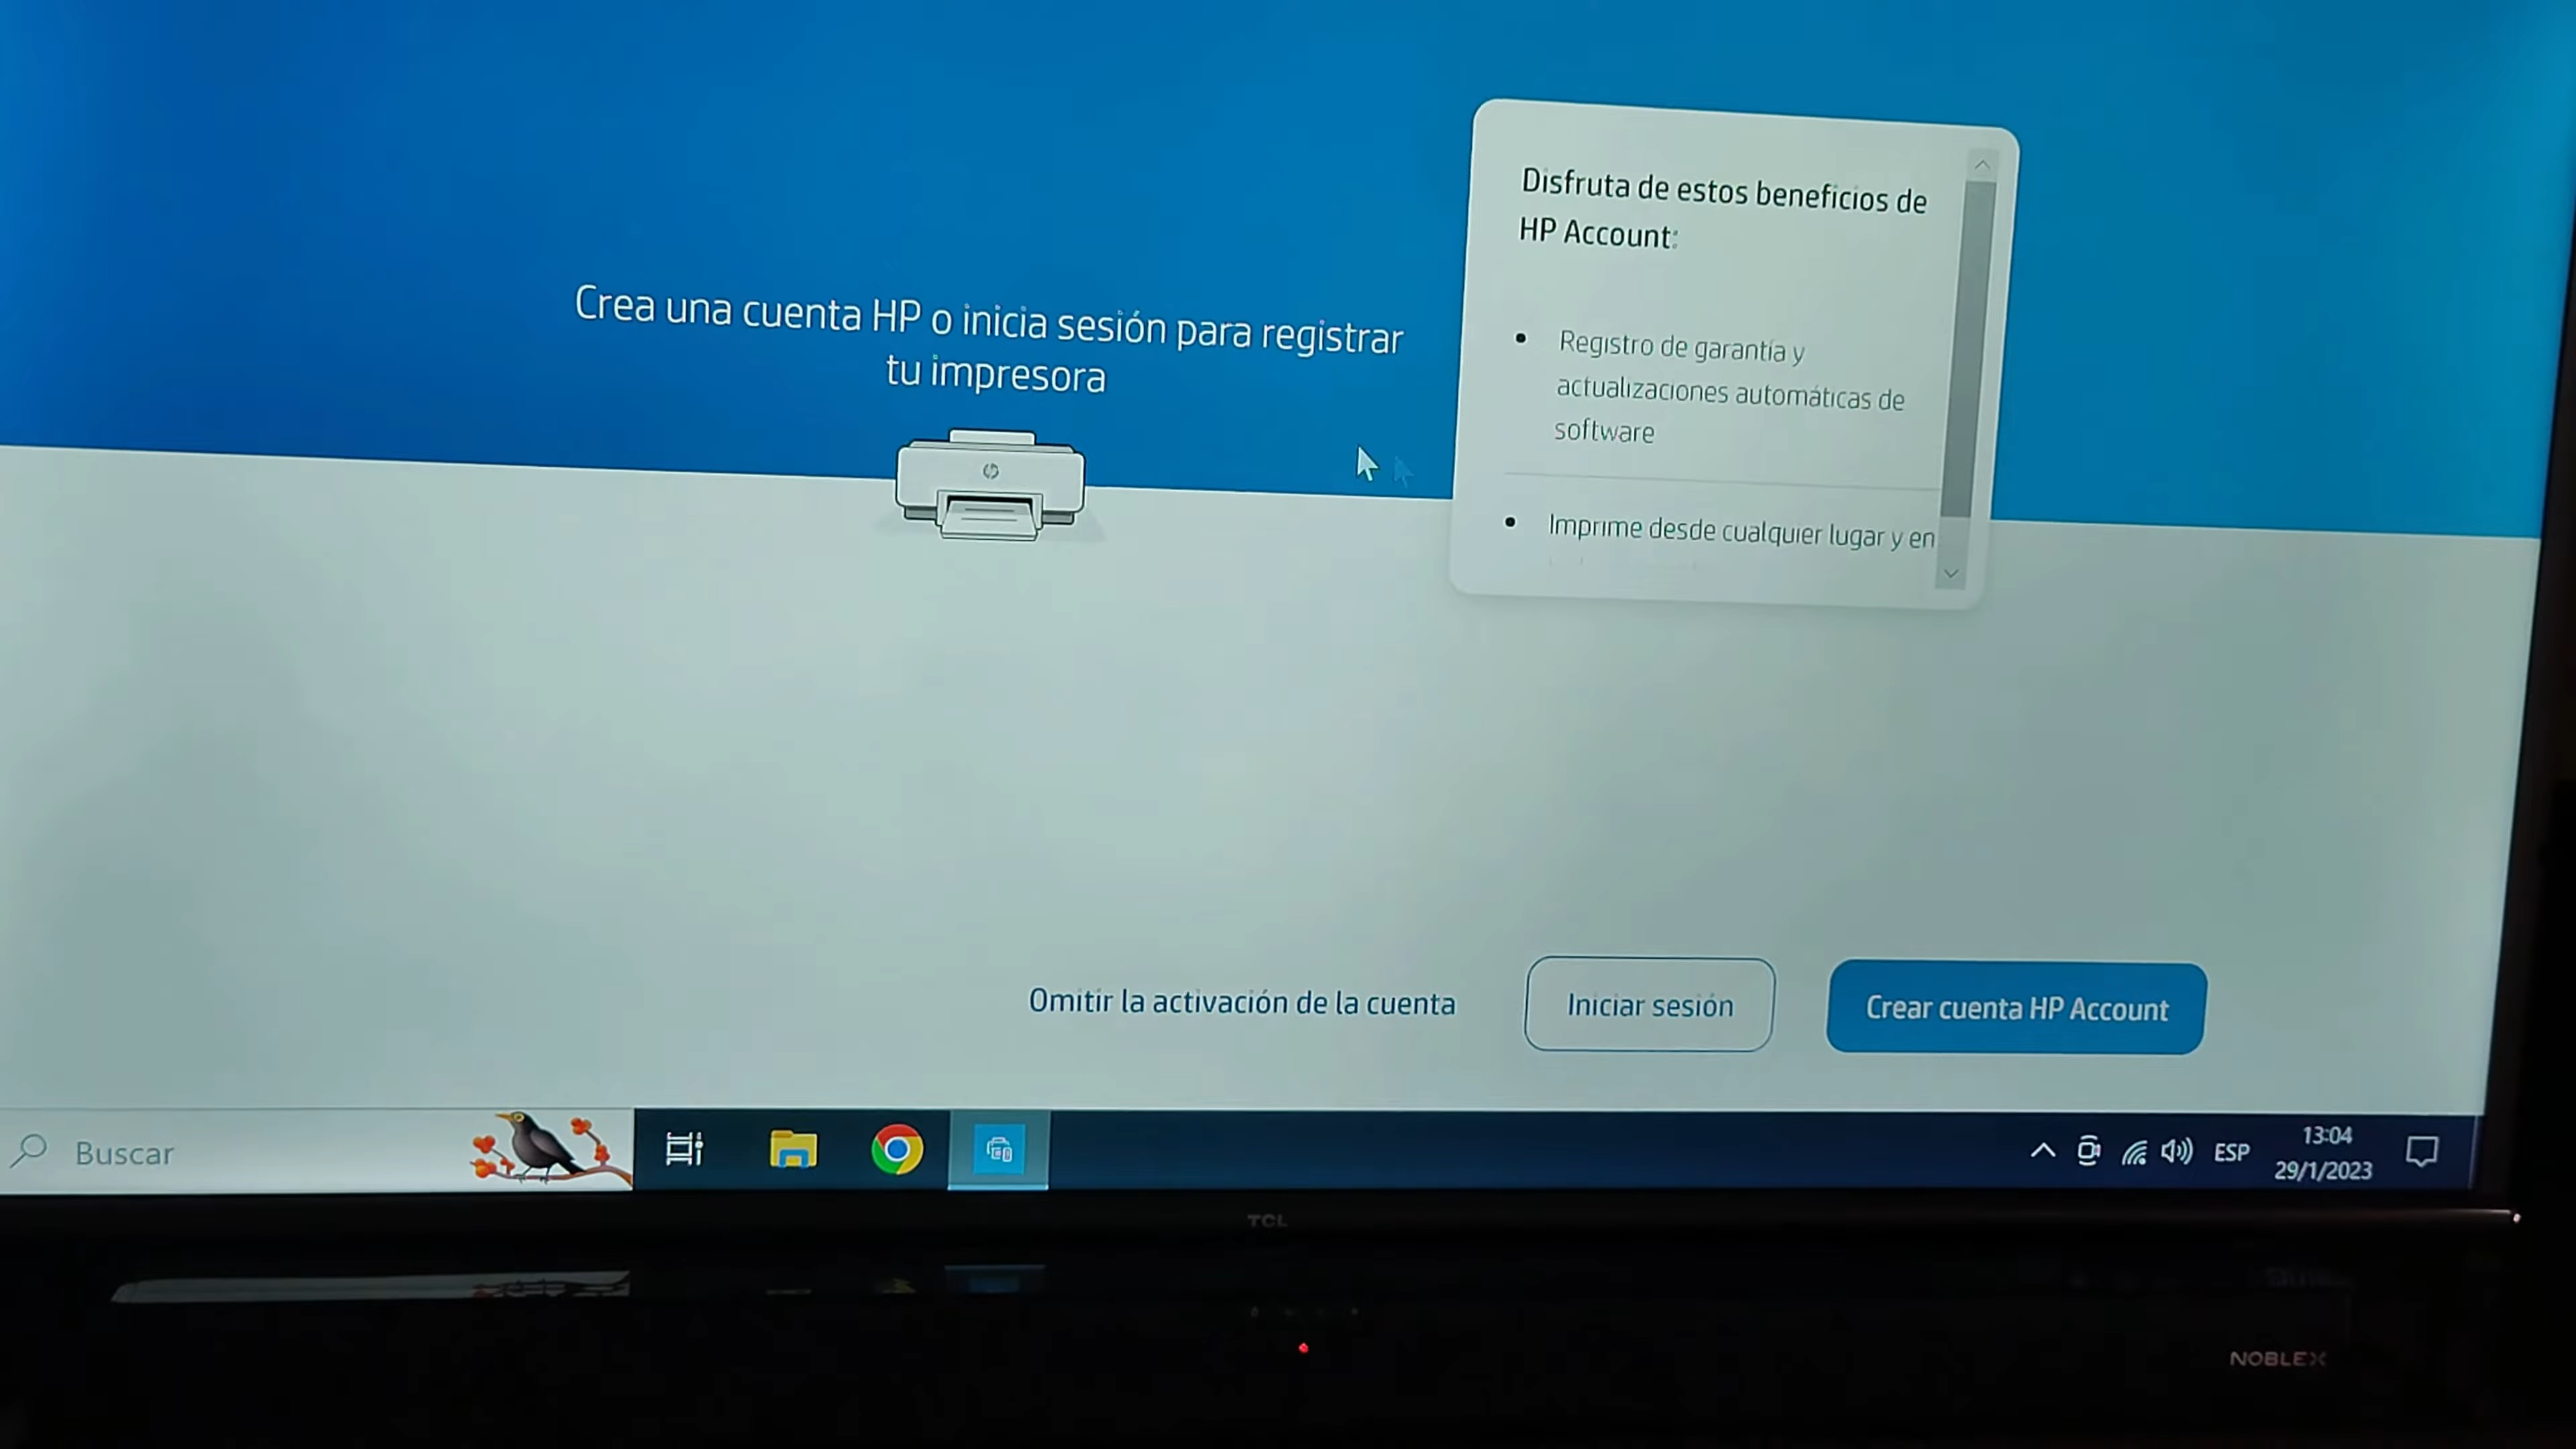 Disfruta de estos beneficios de
HP Account:
Crea una cuenta HP o inicia sesión para registrar
tu impresora
Registro de garantía y
actualizaciones automáticas de
software
Imprime desde cualquier lugar y en
Omitir la activación de la cuenta
Iniciar sesión
Crear cuenta HP Account
Buscar
ESP
13:04
29/1/2023
TCL
NOBLEX